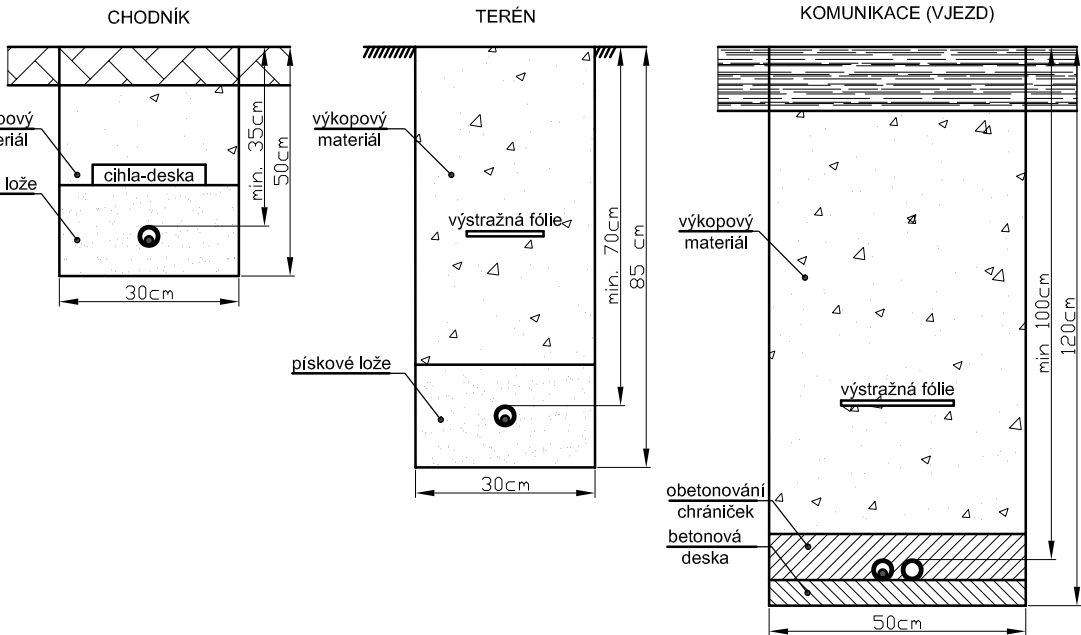 CHODNÍK
cihla-deska
lože
min. 35cm
50cm
30cm
TERÉN
výkopový
materiál
výstražná fólie
pískové lože
min. 70cm
85 cm
30cm
KOMUNIKACE (VJEZD)
výkopový
materiál
výstražná fólie
obetonování
chrániček
betonová
deska
min 100cm
120cm
50cm